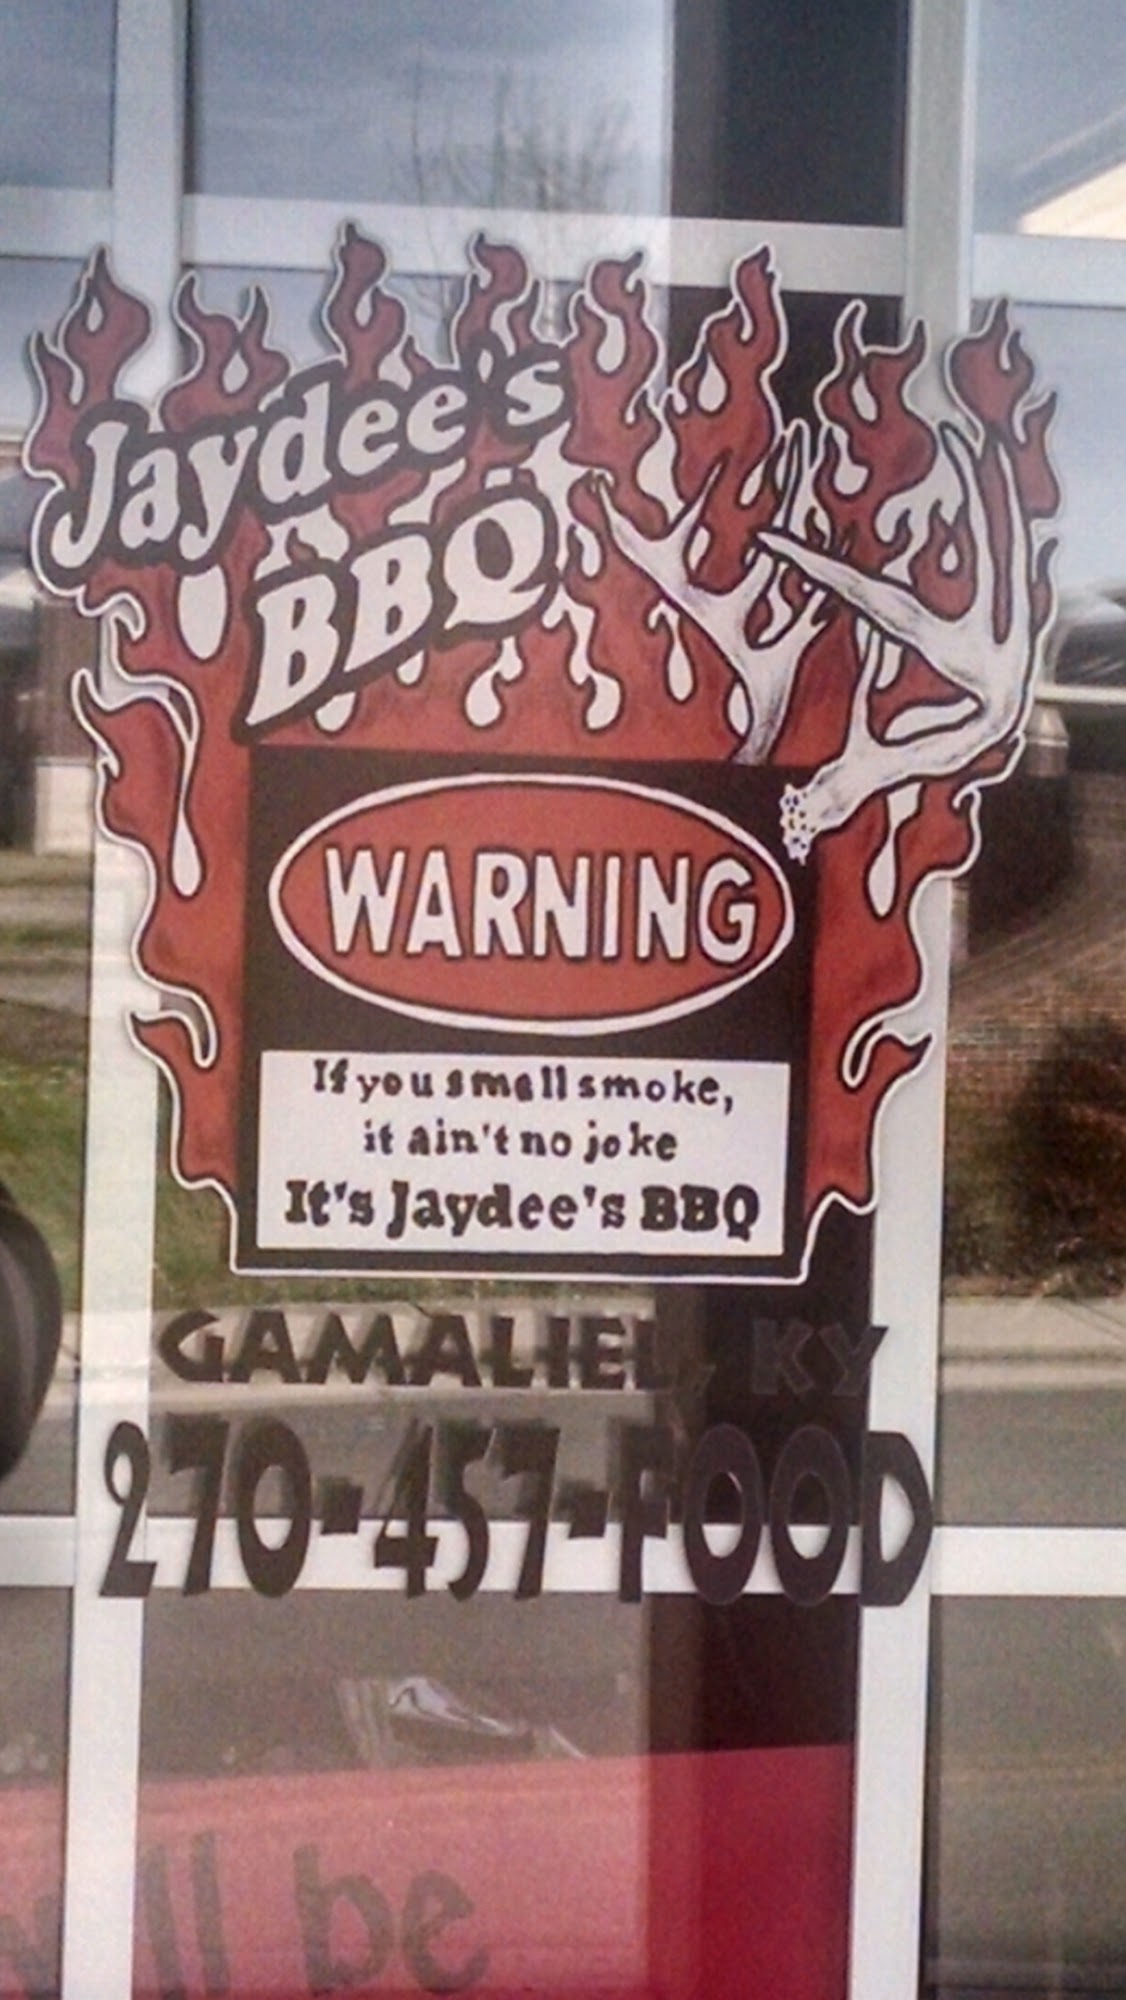 Jaydee's
BBQ
WARNING
If you smell smoke,
it ain't no joke
It's Jaydee's BBQ
GAMALIEL, KY
270-457-FOOD
ll be